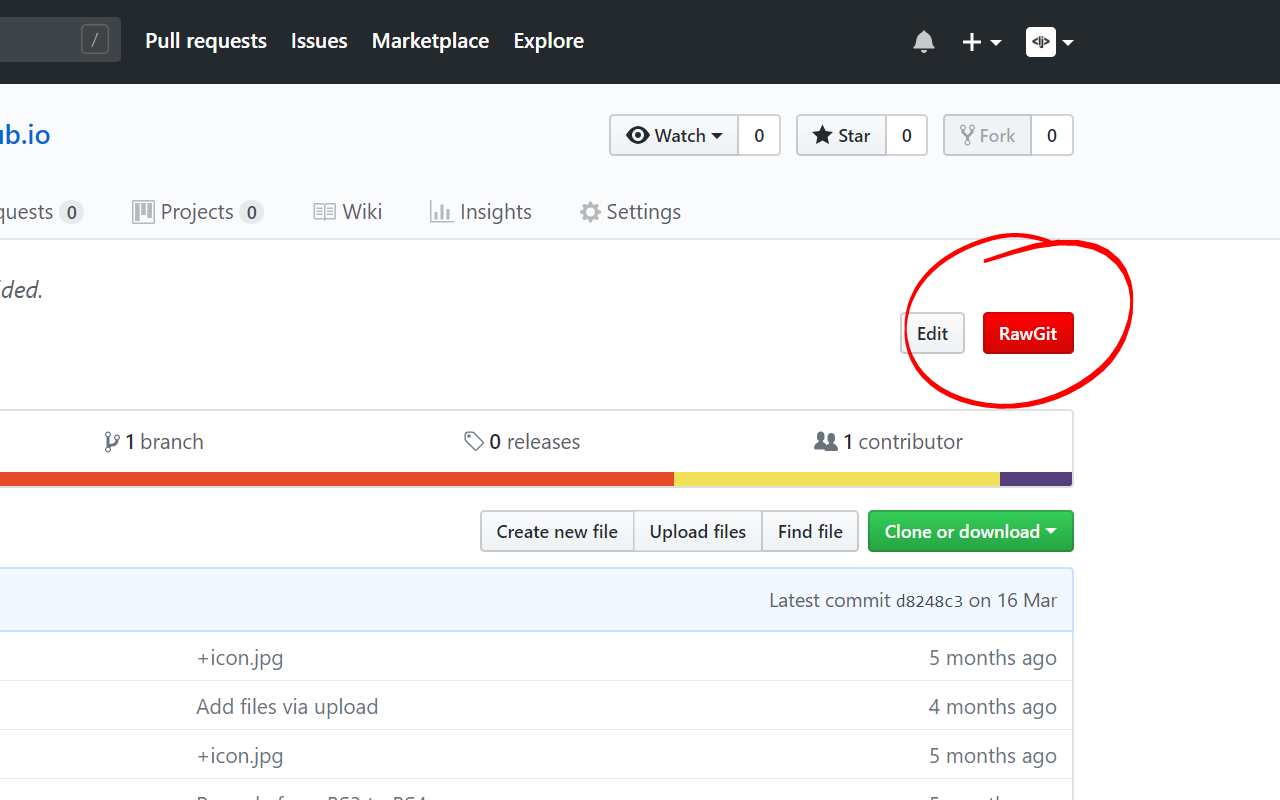 / Pull requests Issues Marketplace Explore
ub.io
Watch 0 Star 0 Fork 0
quests 0 Projects 0 Wiki Insights Settings
ded.
Edit RawGit
1 branch 0 releases 1 contributor
Create new file Upload files Find file Clone or download
Latest commit d8248c3 on 16 Mar
+icon.jpg 5 months ago
Add files via upload 4 months ago
+icon.jpg 5 months ago